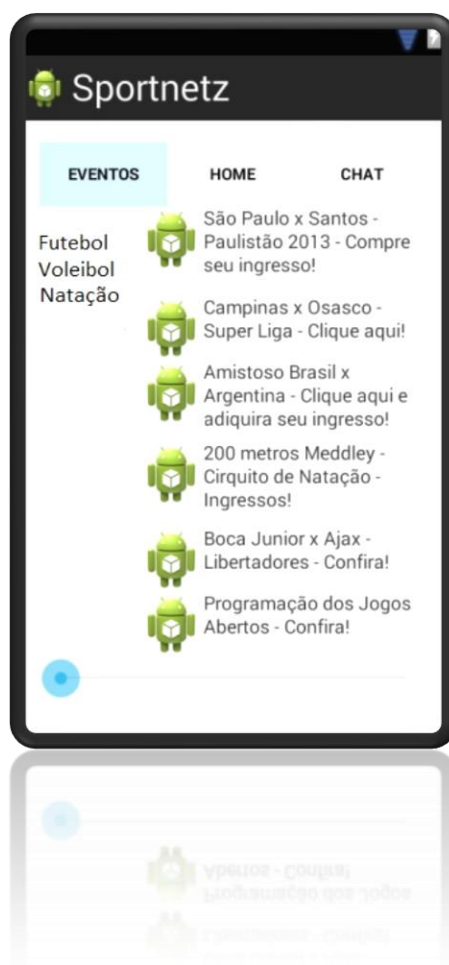 Sportnetz
EVENTOS HOME CHAT
Futebol
Voleibol
Natação
São Paulo x Santos -
Paulistão 2013 - Compre
seu ingresso!
Campinas x Osasco -
Super Liga - Clique aqui!
Amistoso Brasil x
Argentina - Clique aqui e
adiquira seu ingresso!
200 metros Meddley -
Cirquito de Natação -
Ingressos!
Boca Junior x Ajax -
Libertadores - Confira!
Programação dos Jogos
Abertos - Confira!